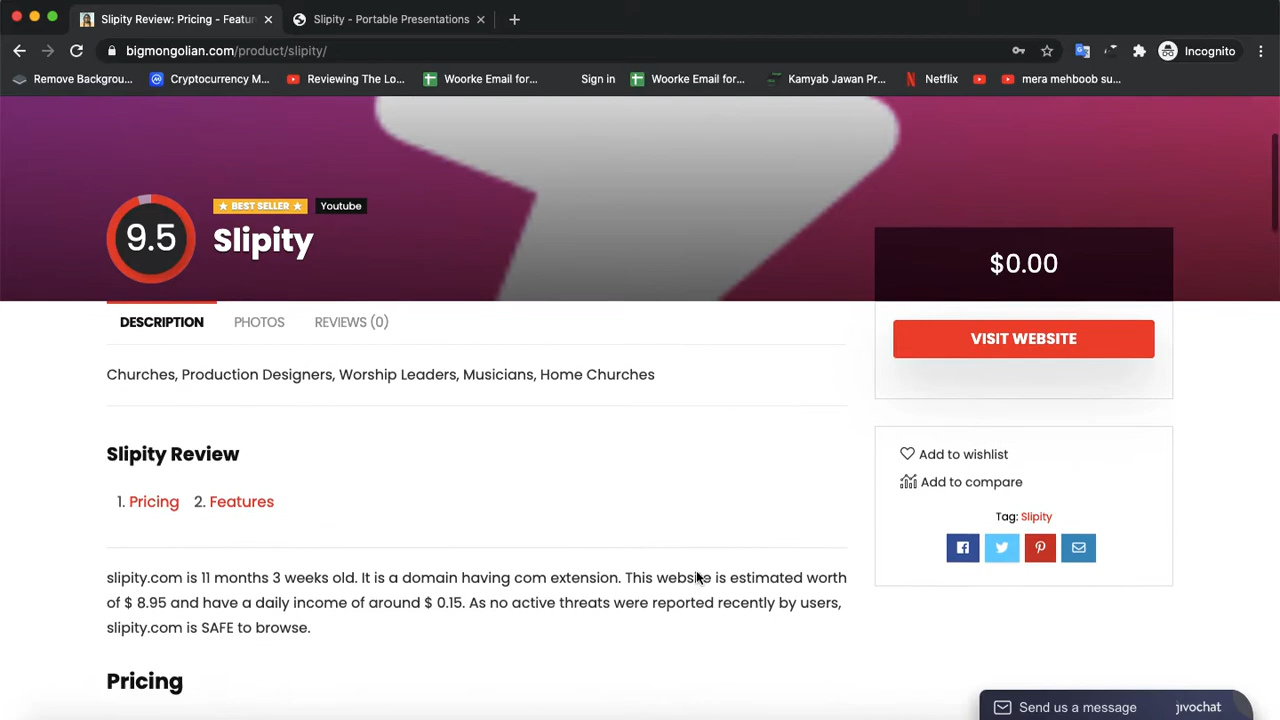 Slipity Review: Pricing - Featur
Slipity - Portable Presentations
bigmongolian.com/product/slipity/
Incognito
Remove Backgrou...
Cryptocurrency M...
Reviewing The Lo...
Woorke Email for...
Sign in
Woorke Email for...
Kamyab Jawan Pr...
Netflix
mera mehboob su...
9.5
★ BEST SELLER ★
Youtube
Slipity
$0.00
VISIT WEBSITE
DESCRIPTION
PHOTOS
REVIEWS (0)
Churches, Production Designers, Worship Leaders, Musicians, Home Churches
Slipity Review
1. Pricing 2. Features
Add to wishlist
Add to compare
Tag: Slipity
slipity.com is 11 months 3 weeks old. It is a domain having com extension. This website is estimated worth
of $ 8.95 and have a daily income of around $ 0.15. As no active threats were reported recently by users,
slipity.com is SAFE to browse.
Pricing
Send us a message
jivochat